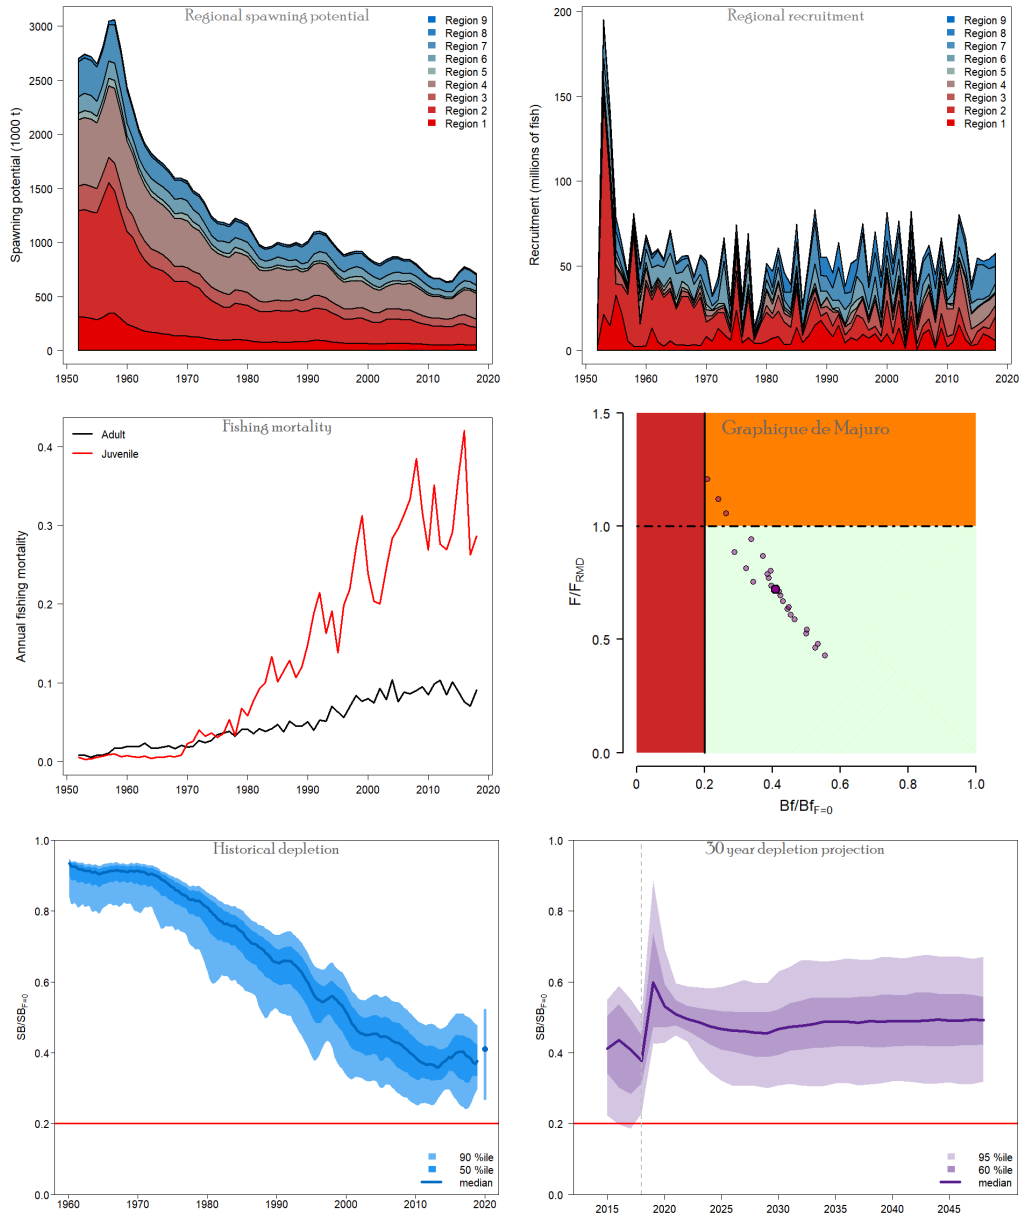 Regional spawning potential
Spawning potential (1000 t)
3000
2500
2000
1500
1000
500
0
Region 9
Region 8
Region 7
Region 6
Region 5
Region 4
Region 3
Region 2
Region 1
1950 1960 1970 1980 1990 2000 2010 2020
Regional recruitment
Recruitment (millions of fish)
200
150
100
50
0
Region 9
Region 8
Region 7
Region 6
Region 5
Region 4
Region 3
Region 2
Region 1
1950 1960 1970 1980 1990 2000 2010 2020
Fishing mortality
Annual fishing mortality
Adult
Juvenile
0.4
0.3
0.2
0.1
0.0
1950 1960 1970 1980 1990 2000 2010 2020
Graphique de Majuro
F/FRMD
1.5
1.0
0.5
0.0
0 0.2 0.4 0.6 0.8 1.0
Bf/BfF=0
Historical depletion
SB/SBF=0
1.0
0.8
0.6
0.4
0.2
0.0
90 %ile
50 %ile
median
1960 1970 1980 1990 2000 2010 2020
30 year depletion projection
SB/SBF=0
1.0
0.8
0.6
0.4
0.2
0.0
95 %ile
60 %ile
median
2015 2020 2025 2030 2035 2040 2045